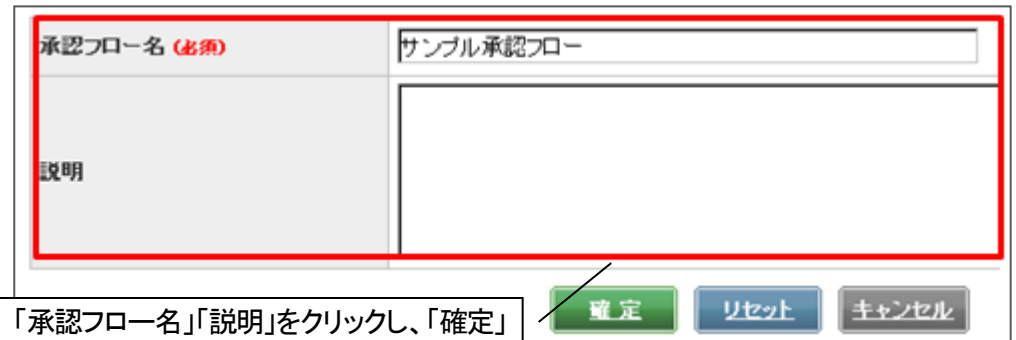 承認フロー名 (必須) サンプル承認フロー
説明
確定 リセット キャンセル
「承認フロー名」「説明」をクリックし、「確定」